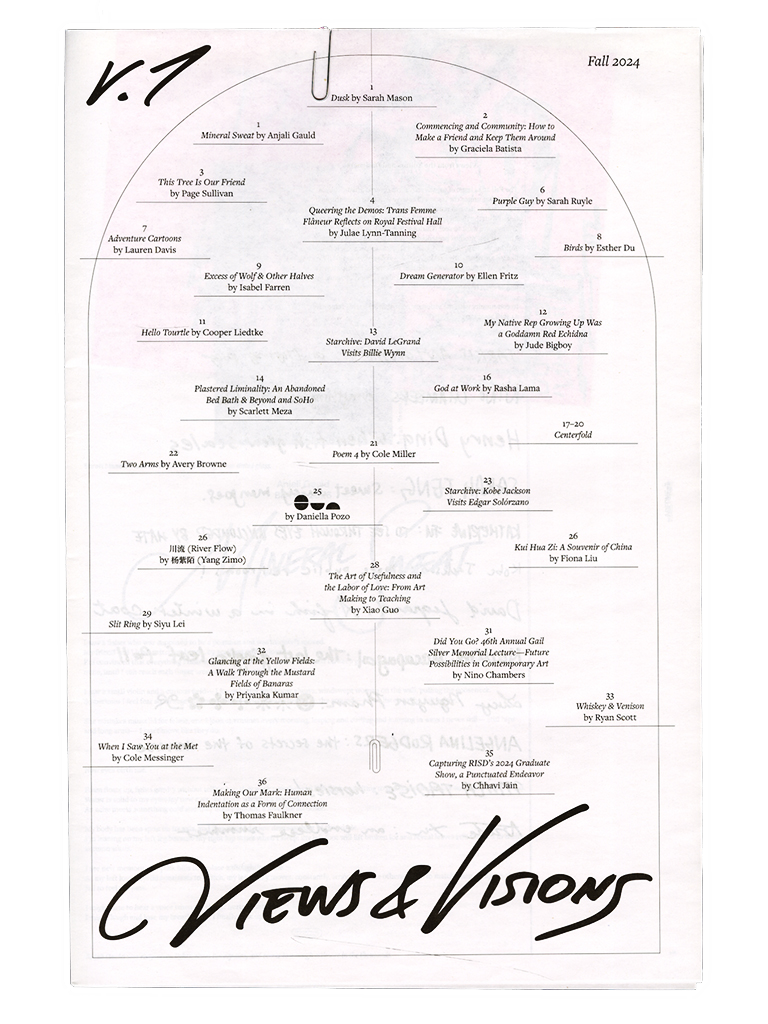 v.1
Fall 2024
1
Dusk by Sarah Mason
1
Mineral Sweat by Anjali Gauld
2
Commencing and Community: How to
Make a Friend and Keep Them Around
by Graciela Batista
3
This Tree Is Our Friend
by Page Sullivan
4
Queering the Demos: Trans Femme
Flâneur Reflects on Royal Festival Hall
by Julae Lynn-Tanning
6
Purple Guy by Sarah Ruyle
7
Adventure Cartoons
by Lauren Davis
8
Birds by Esther Du
9
Excess of Wolf & Other Halves
by Isabel Farren
10
Dream Generator by Ellen Fritz
11
Hello Tourtle by Cooper Liedtke
12
My Native Rep Growing Up Was
a Goddamn Red Echidna
by Jude Bigboy
13
Starchive: David LeGrand
Visits Billie Wynn
14
Plastered Liminality: An Abandoned
Bed Bath & Beyond and SoHo
by Scarlett Meza
16
God at Work by Rasha Lama
17–20
Centerfold
21
Poem 4 by Cole Miller
22
Two Arms by Avery Browne
23
Starchive: Kobe Jackson
Visits Edgar Solórzano
25
by Daniella Pozo
26
川流 (River Flow)
by 杨紫陌 (Yang Zimo)
26
Kui Hua Zi: A Souvenir of China
by Fiona Liu
28
The Art of Usefulness and
the Labor of Love: From Art
Making to Teaching
by Xiao Guo
29
Slit Ring by Siyu Lei
31
Did You Go? 46th Annual Gail
Silver Memorial Lecture—Future
Possibilities in Contemporary Art
by Nino Chambers
32
Glancing at the Yellow Fields:
A Walk Through the Mustard
Fields of Banaras
by Priyanka Kumar
33
Whiskey & Venison
by Ryan Scott
34
When I Saw You at the Met
by Cole Messinger
35
Capturing RISD's 2024 Graduate
Show, a Punctuated Endeavor
by Chhavi Jain
36
Making Our Mark: Human
Indentation as a Form of Connection
by Thomas Faulkner
Views & Visions